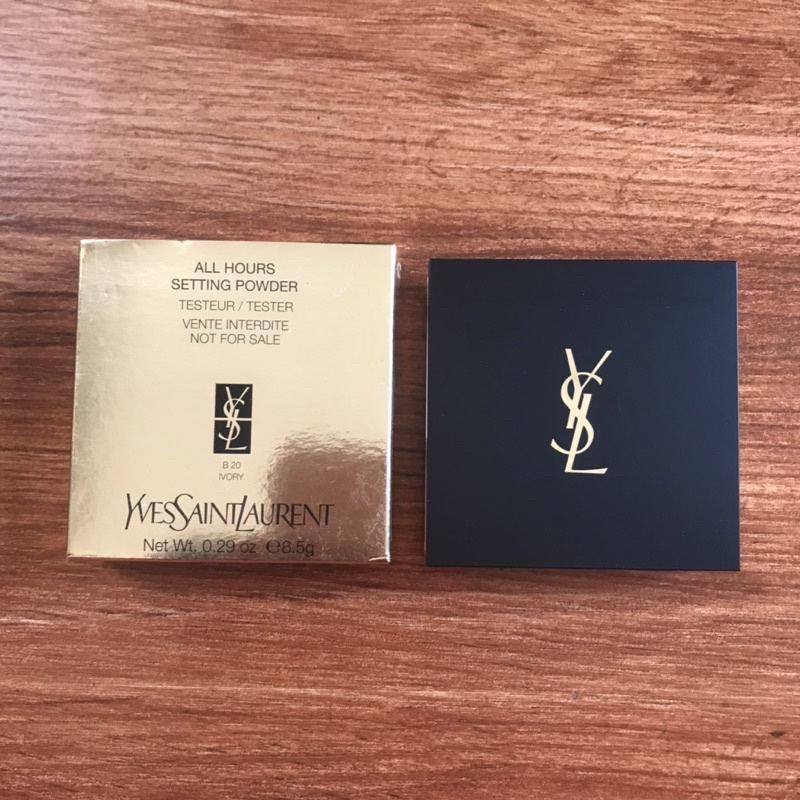 ALL HOURS
SETTING POWDER
TESTEUR / TESTER
VENTE INTERDITE
NOT FOR SALE
YSL
B 20
IVORY
YVESSAINTLAURENT
Net Wt. 0.29 oz ℮8.5g
YSL